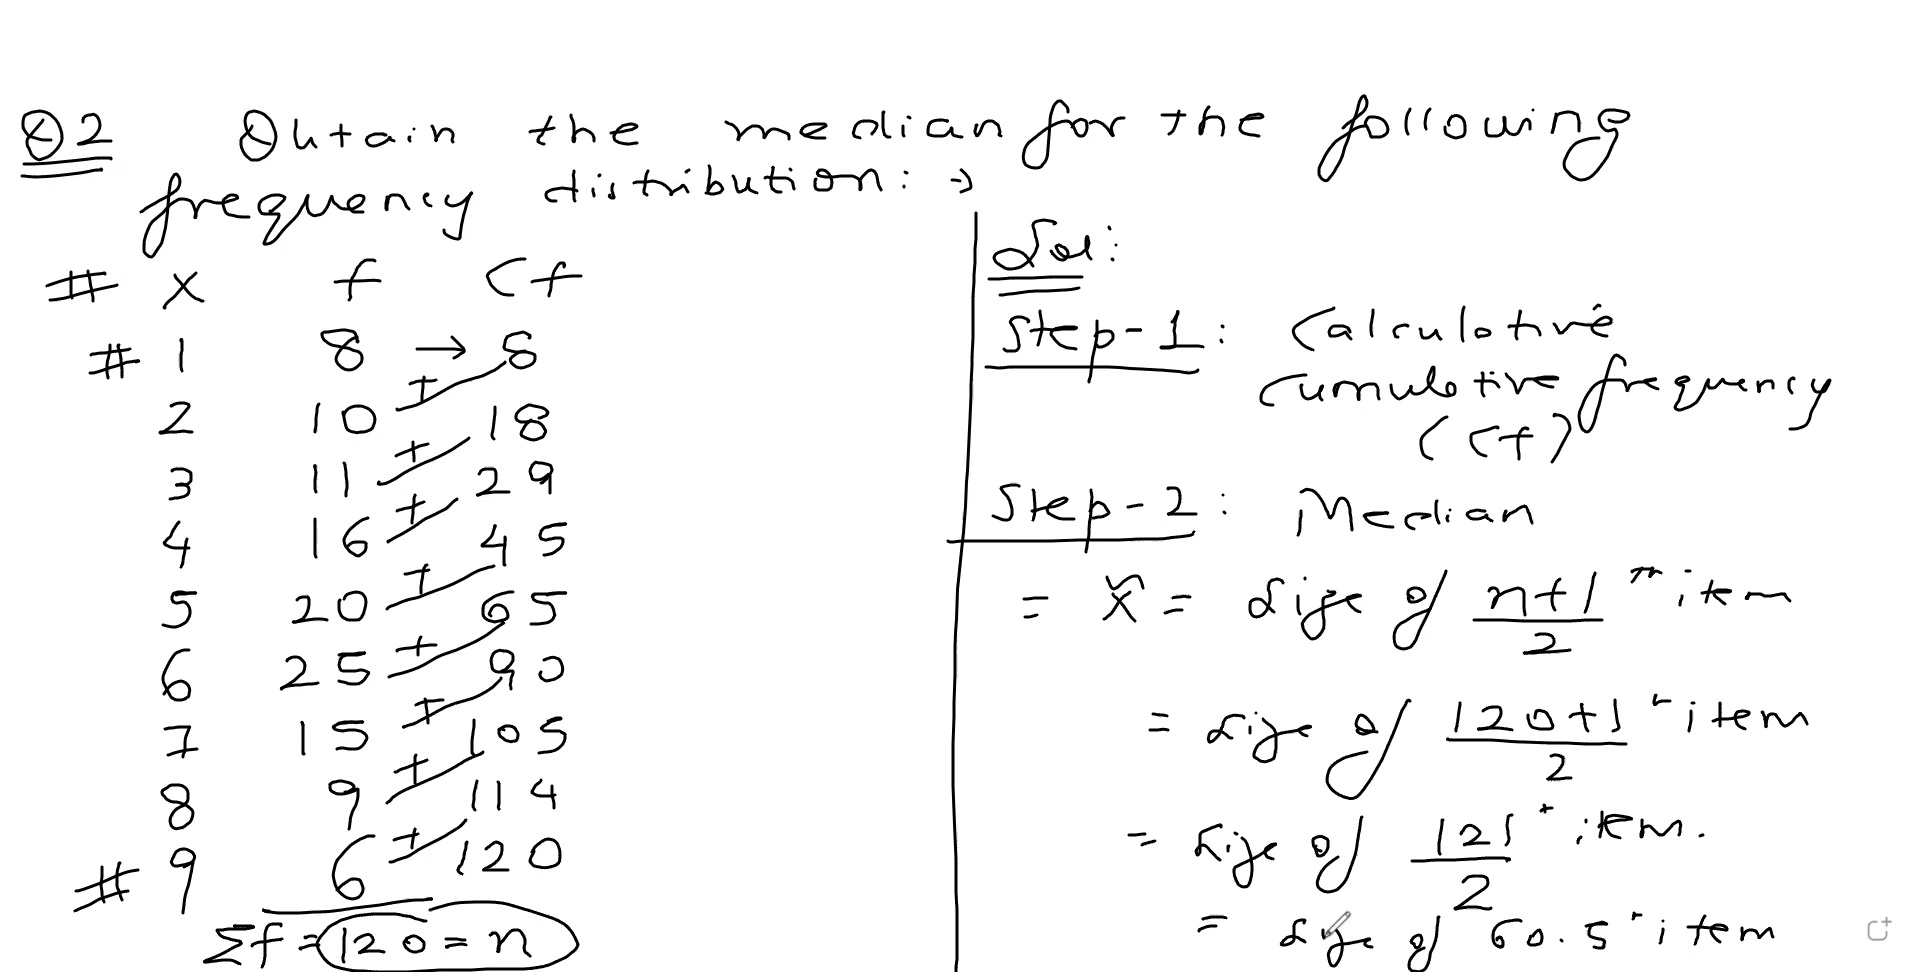 Q2 Obtain the median for the following
frequency distribution: →
# x f Cf
# 1 8 → 8
2 10 + 18
3 11 + 29
4 16 + 45
5 20 + 65
6 25 + 90
7 15 + 105
8 9 + 114
# 9 6 + 120
Σf = 120 = n
Sol:
Step-1: Calculative
cumulative frequency
(Cf)
Step-2: Median
= x̃ = Size of n+1/2 th item
= Size of 120+1/2 item
= Size of 121/2 item.
= Size of 60.5 item